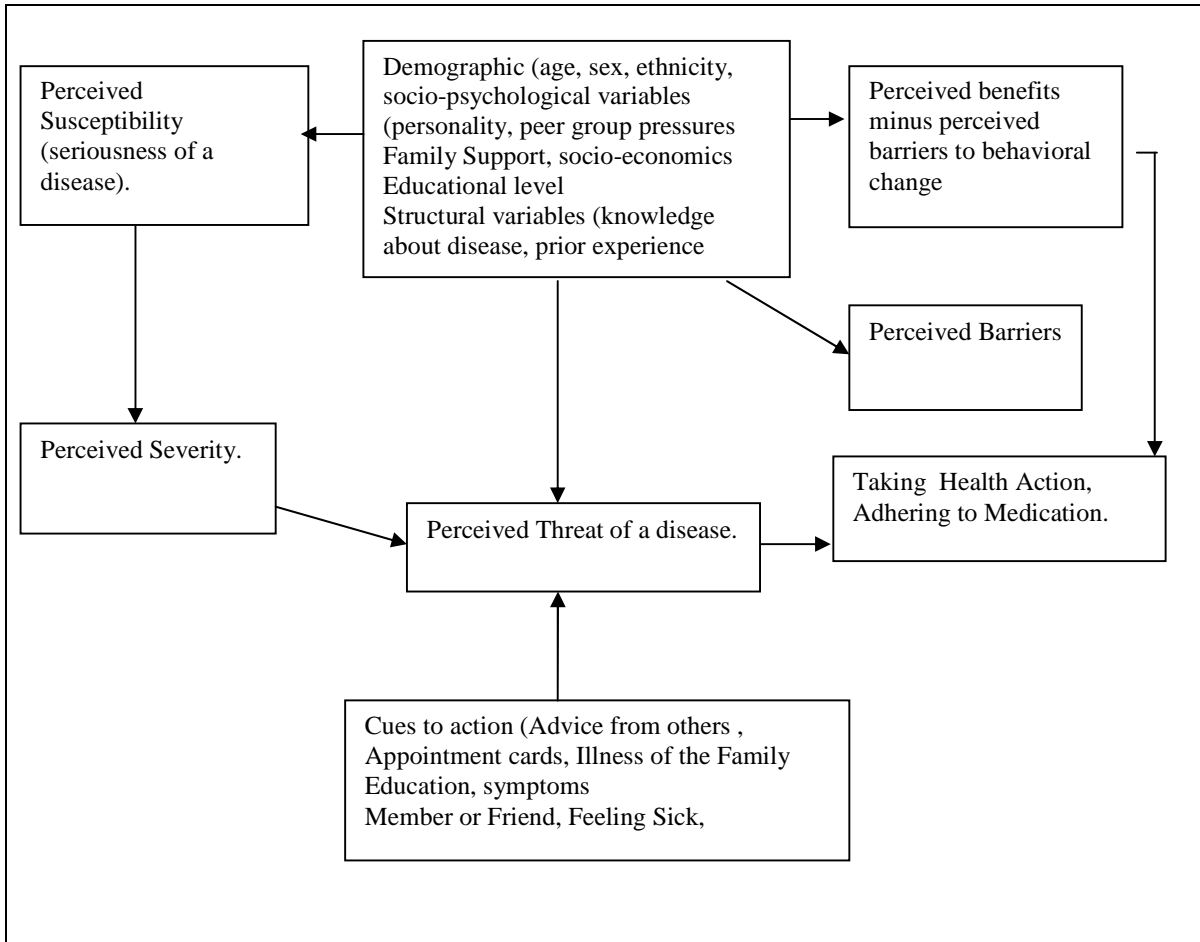 Perceived
Susceptibility
(seriousness of a
disease).
Demographic (age, sex, ethnicity,
socio-psychological variables
(personality, peer group pressures
Family Support, socio-economics
Educational level
Structural variables (knowledge
about disease, prior experience
Perceived benefits
minus perceived
barriers to behavioral
change
Perceived Barriers
Perceived Severity.
Perceived Threat of a disease.
Taking Health Action,
Adhering to Medication.
Cues to action (Advice from others ,
Appointment cards, Illness of the Family
Education, symptoms
Member or Friend, Feeling Sick,